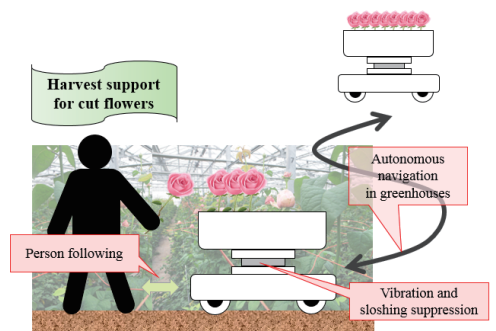 Harvest support
for cut flowers
Autonomous
navigation
in greenhouses
Person following
Vibration and
sloshing suppression